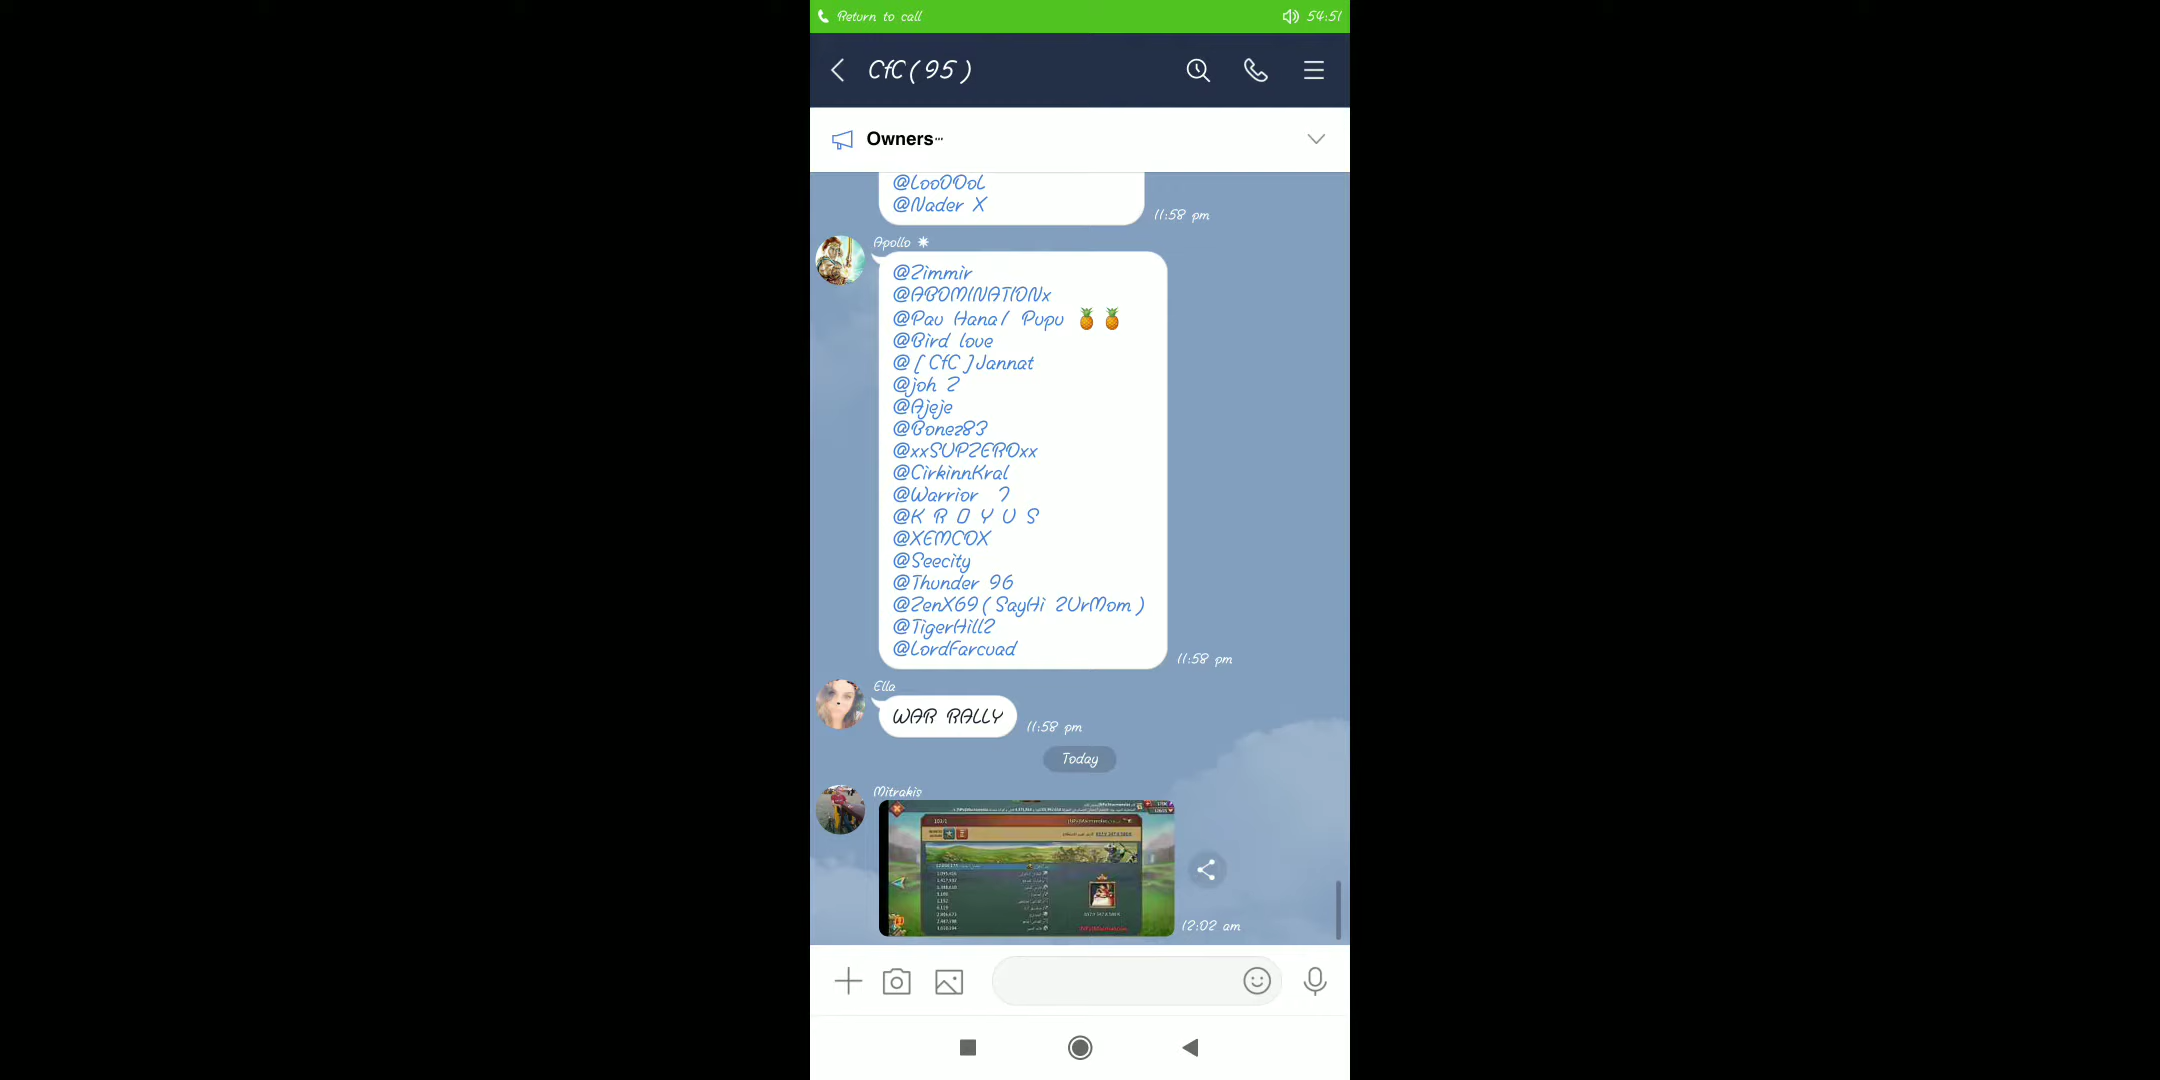 Return to call
54:51
CfC(95)
Owners...
@LooDDoL
@Nader X
11:58 pm
Apollo ✷
@Zimmir
@ABOMINATIONx
@Pau Hana/ Pupu 🍍🍍
@Bird love
@[CfC]Jannat
@joh 2
@Ajeje
@Bonez83
@xxSUPZEROxx
@CirkinnKral
@Warrior 7
@K R O Y U S
@XEMCOX
@Seecity
@Thunder 96
@ZenX69(SayHi 2UrMom)
@TigerHill2
@LordFarcuad
11:58 pm
Ella
WAR RALLY
11:58 pm
Today
Mitrakis
12:02 am